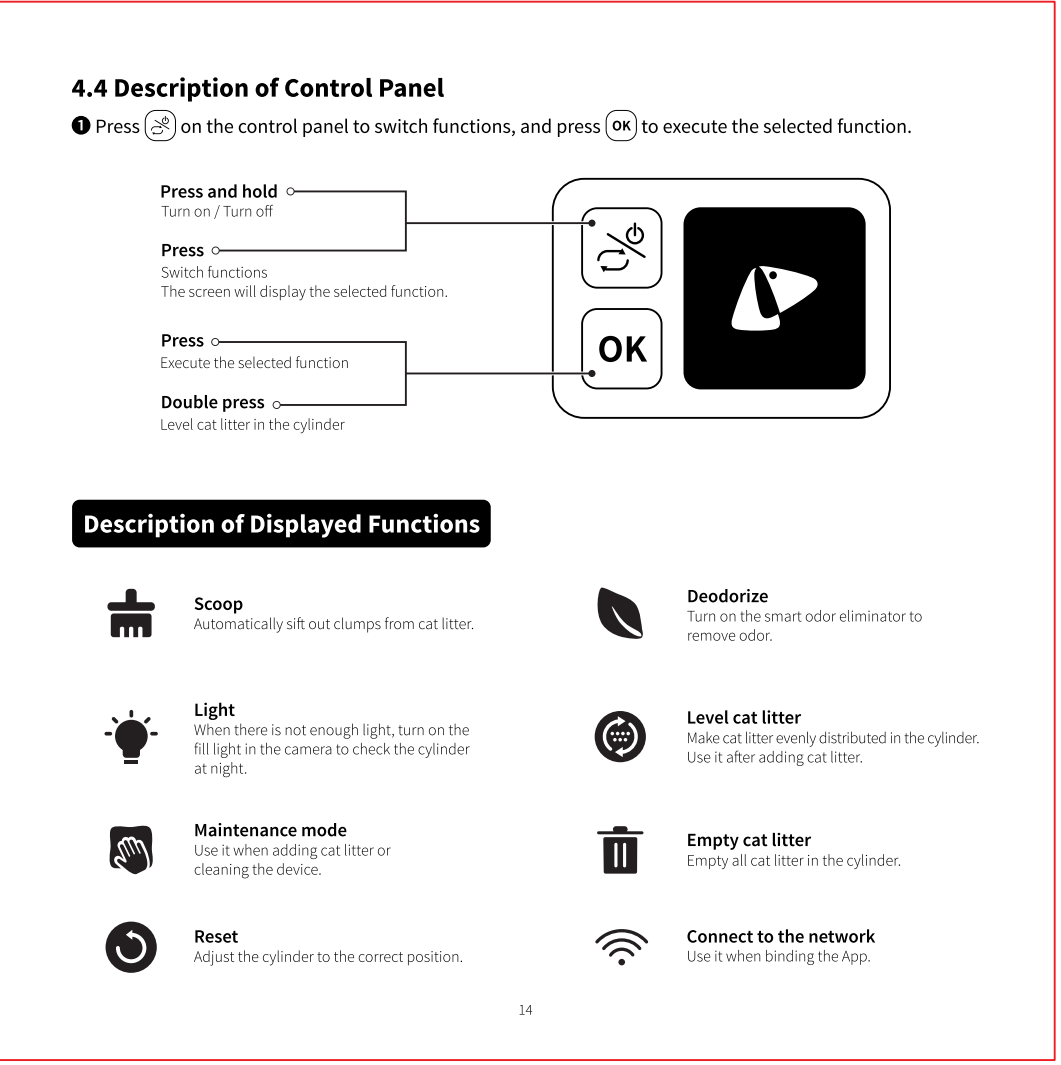 4.4 Description of Control Panel
❶ Press on the control panel to switch functions, and press OK to execute the selected function.
Press and hold
Turn on / Turn off
Press
Switch functions
The screen will display the selected function.
Press
Execute the selected function
Double press
Level cat litter in the cylinder
OK
Description of Displayed Functions
Scoop
Automatically sift out clumps from cat litter.
Deodorize
Turn on the smart odor eliminator to
remove odor.
Light
When there is not enough light, turn on the
fill light in the camera to check the cylinder
at night.
Level cat litter
Make cat litter evenly distributed in the cylinder.
Use it after adding cat litter.
Maintenance mode
Use it when adding cat litter or
cleaning the device.
Empty cat litter
Empty all cat litter in the cylinder.
Reset
Adjust the cylinder to the correct position.
Connect to the network
Use it when binding the App.
14